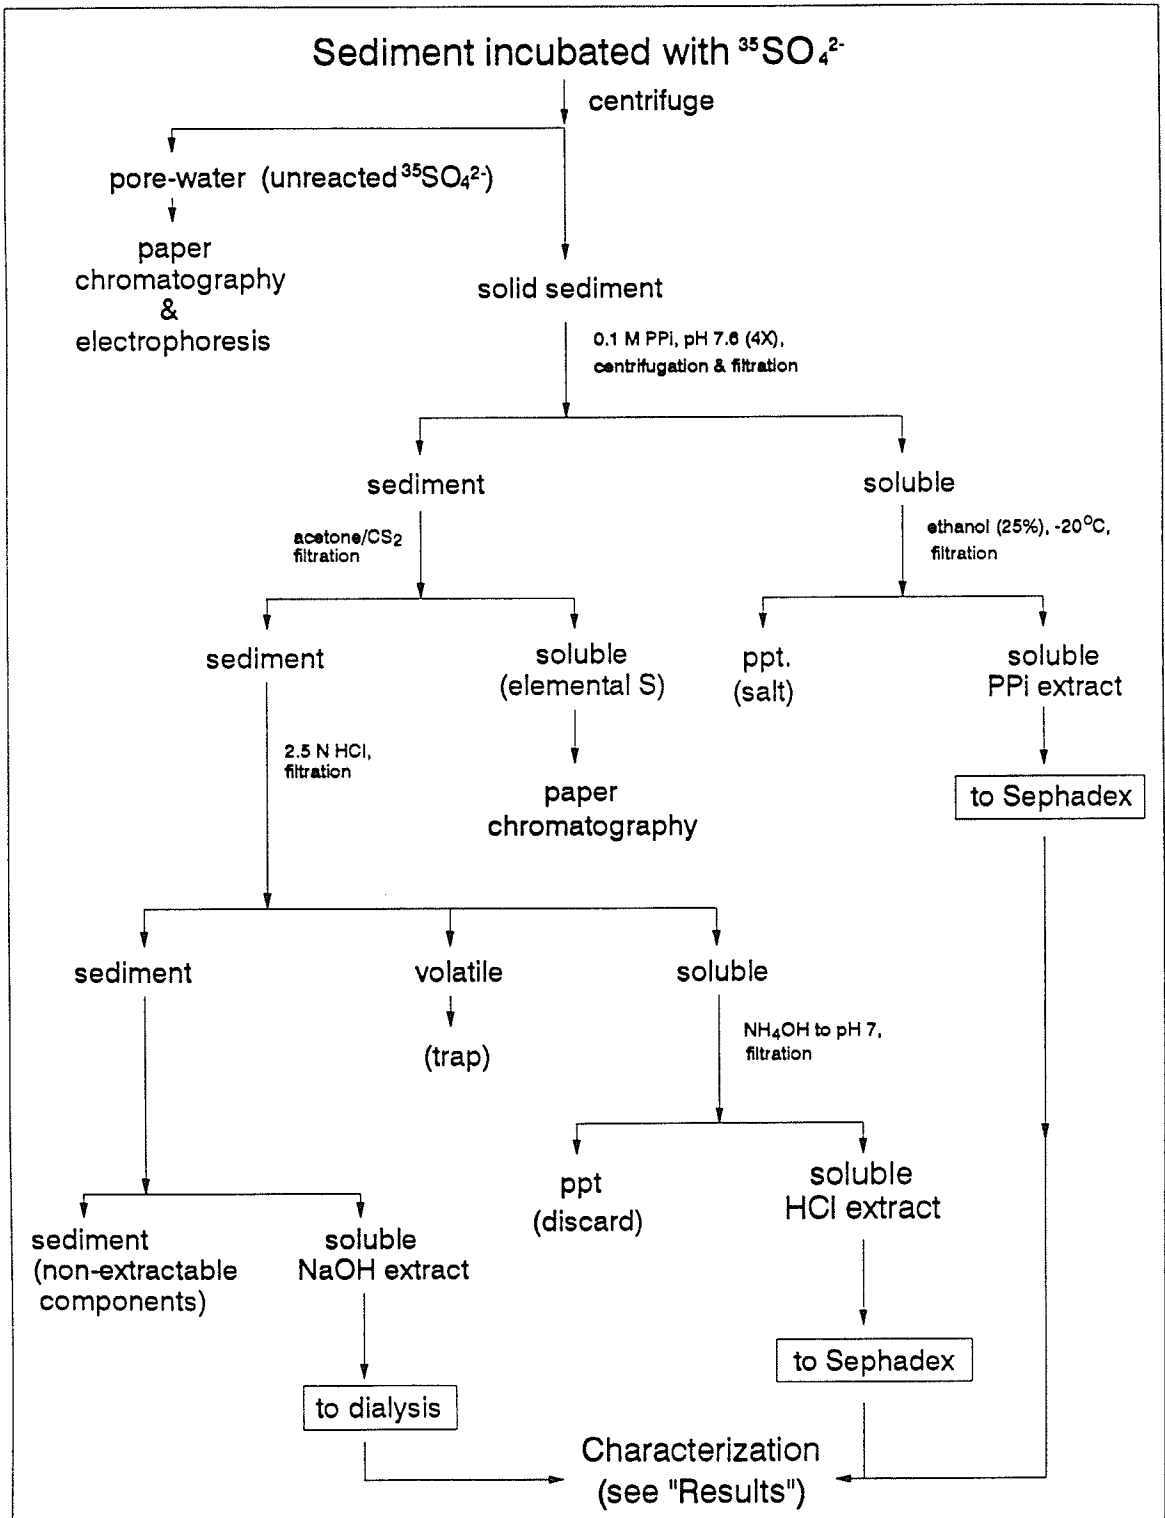 Sediment incubated with ³⁵SO₄²⁻
centrifuge
pore-water (unreacted ³⁵SO₄²⁻)
paper
chromatography
&
electrophoresis
solid sediment
0.1 M PPi, pH 7.6 (4X),
centrifugation & filtration
sediment
soluble
acetone/CS₂
filtration
ethanol (25%), -20°C,
filtration
sediment
soluble
(elemental S)
ppt.
(salt)
soluble
PPi extract
2.5 N HCl,
filtration
paper
chromatography
to Sephadex
sediment
volatile
soluble
(trap)
NH₄OH to pH 7,
filtration
ppt
(discard)
soluble
HCl extract
sediment
(non-extractable
components)
soluble
NaOH extract
to Sephadex
to dialysis
Characterization
(see "Results")